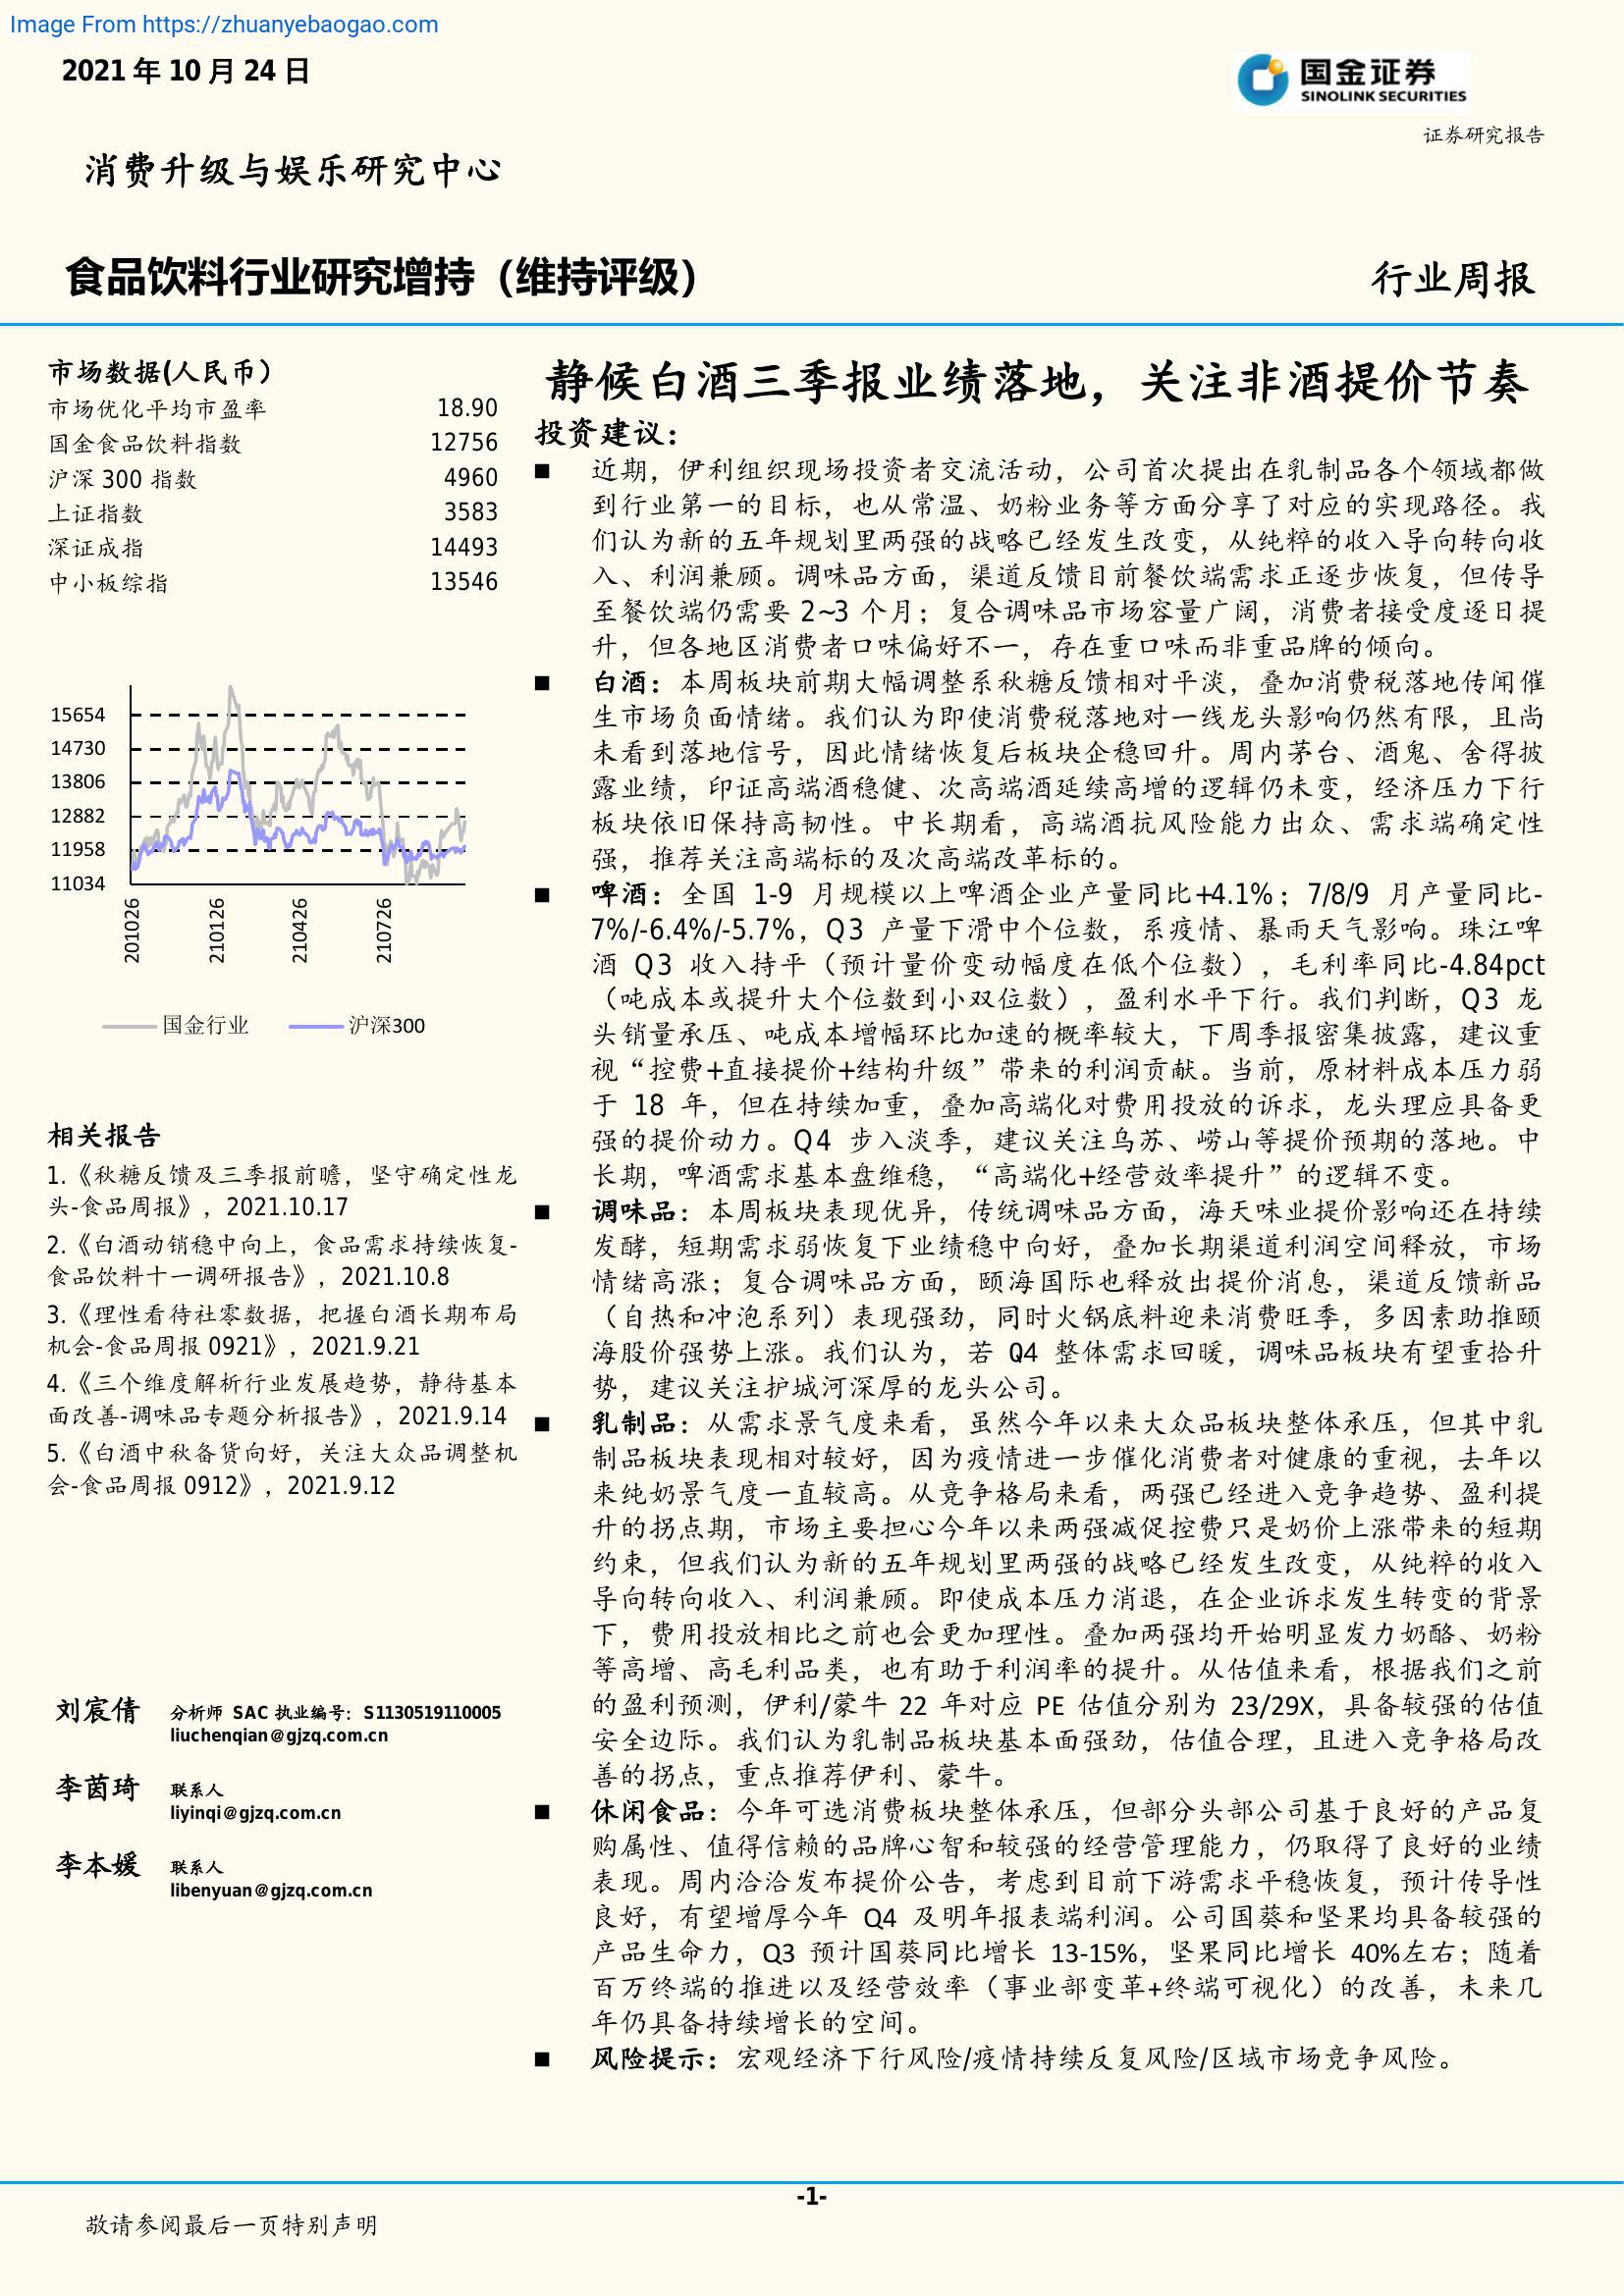 Image From https://zhuanyebaogao.com
2021 年 10 月 24 日
国金证券
SINOLINK SECURITIES
证券研究报告
消费升级与娱乐研究中心
食品饮料行业研究增持（维持评级）
行业周报
市场数据(人民币）
市场优化平均市盈率 18.90
国金食品饮料指数 12756
沪深 300 指数 4960
上证指数 3583
深证成指 14493
中小板综指 13546
15654
14730
13806
12882
11958
11034
201026
210126
210426
210726
国金行业 沪深300
相关报告
1.《秋糖反馈及三季报前瞻，坚守确定性龙
头-食品周报》，2021.10.17
2.《白酒动销稳中向上，食品需求持续恢复-
食品饮料十一调研报告》，2021.10.8
3.《理性看待社零数据，把握白酒长期布局
机会-食品周报 0921》，2021.9.21
4.《三个维度解析行业发展趋势，静待基本
面改善-调味品专题分析报告》，2021.9.14
5.《白酒中秋备货向好，关注大众品调整机
会-食品周报 0912》，2021.9.12
刘宸倩 分析师 SAC 执业编号：S1130519110005
liuchenqian＠gjzq.com.cn
李茵琦 联系人
liyinqi＠gjzq.com.cn
李本媛 联系人
libenyuan＠gjzq.com.cn
静候白酒三季报业绩落地，关注非酒提价节奏
投资建议：
■ 近期，伊利组织现场投资者交流活动，公司首次提出在乳制品各个领域都做
到行业第一的目标，也从常温、奶粉业务等方面分享了对应的实现路径。我
们认为新的五年规划里两强的战略已经发生改变，从纯粹的收入导向转向收
入、利润兼顾。调味品方面，渠道反馈目前餐饮端需求正逐步恢复，但传导
至餐饮端仍需要 2~3 个月；复合调味品市场容量广阔，消费者接受度逐日提
升，但各地区消费者口味偏好不一，存在重口味而非重品牌的倾向。
■ 白酒：本周板块前期大幅调整系秋糖反馈相对平淡，叠加消费税落地传闻催
生市场负面情绪。我们认为即使消费税落地对一线龙头影响仍然有限，且尚
未看到落地信号，因此情绪恢复后板块企稳回升。周内茅台、酒鬼、舍得披
露业绩，印证高端酒稳健、次高端酒延续高增的逻辑仍未变，经济压力下行
板块依旧保持高韧性。中长期看，高端酒抗风险能力出众、需求端确定性
强，推荐关注高端标的及次高端改革标的。
■ 啤酒：全国 1-9 月规模以上啤酒企业产量同比+4.1%；7/8/9 月产量同比-
7%/-6.4%/-5.7%，Q3 产量下滑中个位数，系疫情、暴雨天气影响。珠江啤
酒 Q3 收入持平（预计量价变动幅度在低个位数），毛利率同比-4.84pct
（吨成本或提升大个位数到小双位数），盈利水平下行。我们判断，Q3 龙
头销量承压、吨成本增幅环比加速的概率较大，下周季报密集披露，建议重
视“控费+直接提价+结构升级”带来的利润贡献。当前，原材料成本压力弱
于 18 年，但在持续加重，叠加高端化对费用投放的诉求，龙头理应具备更
强的提价动力。Q4 步入淡季，建议关注乌苏、崂山等提价预期的落地。中
长期，啤酒需求基本盘维稳，“高端化+经营效率提升”的逻辑不变。
■ 调味品：本周板块表现优异，传统调味品方面，海天味业提价影响还在持续
发酵，短期需求弱恢复下业绩稳中向好，叠加长期渠道利润空间释放，市场
情绪高涨；复合调味品方面，颐海国际也释放出提价消息，渠道反馈新品
（自热和冲泡系列）表现强劲，同时火锅底料迎来消费旺季，多因素助推颐
海股价强势上涨。我们认为，若 Q4 整体需求回暖，调味品板块有望重拾升
势，建议关注护城河深厚的龙头公司。
■ 乳制品：从需求景气度来看，虽然今年以来大众品板块整体承压，但其中乳
制品板块表现相对较好，因为疫情进一步催化消费者对健康的重视，去年以
来纯奶景气度一直较高。从竞争格局来看，两强已经进入竞争趋势、盈利提
升的拐点期，市场主要担心今年以来两强减促控费只是奶价上涨带来的短期
约束，但我们认为新的五年规划里两强的战略已经发生改变，从纯粹的收入
导向转向收入、利润兼顾。即使成本压力消退，在企业诉求发生转变的背景
下，费用投放相比之前也会更加理性。叠加两强均开始明显发力奶酪、奶粉
等高增、高毛利品类，也有助于利润率的提升。从估值来看，根据我们之前
的盈利预测，伊利/蒙牛 22 年对应 PE 估值分别为 23/29X，具备较强的估值
安全边际。我们认为乳制品板块基本面强劲，估值合理，且进入竞争格局改
善的拐点，重点推荐伊利、蒙牛。
■ 休闲食品：今年可选消费板块整体承压，但部分头部公司基于良好的产品复
购属性、值得信赖的品牌心智和较强的经营管理能力，仍取得了良好的业绩
表现。周内洽洽发布提价公告，考虑到目前下游需求平稳恢复，预计传导性
良好，有望增厚今年 Q4 及明年报表端利润。公司国葵和坚果均具备较强的
产品生命力，Q3 预计国葵同比增长 13-15%，坚果同比增长 40%左右；随着
百万终端的推进以及经营效率（事业部变革+终端可视化）的改善，未来几
年仍具备持续增长的空间。
■ 风险提示：宏观经济下行风险/疫情持续反复风险/区域市场竞争风险。
-1-
敬请参阅最后一页特别声明